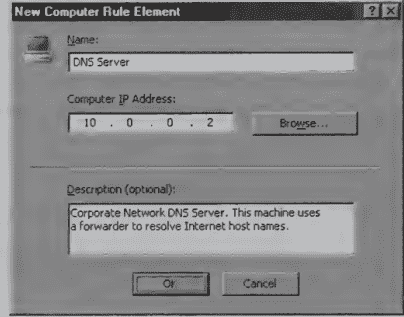 New Computer Rule Element
Name:
DNS Server
Computer IP Address:
10 . 0 . 0 . 2
Browse...
Description (optional):
Corporate Network DNS Server. This machine uses
a forwarder to resolve Internet host names.
OK
Cancel